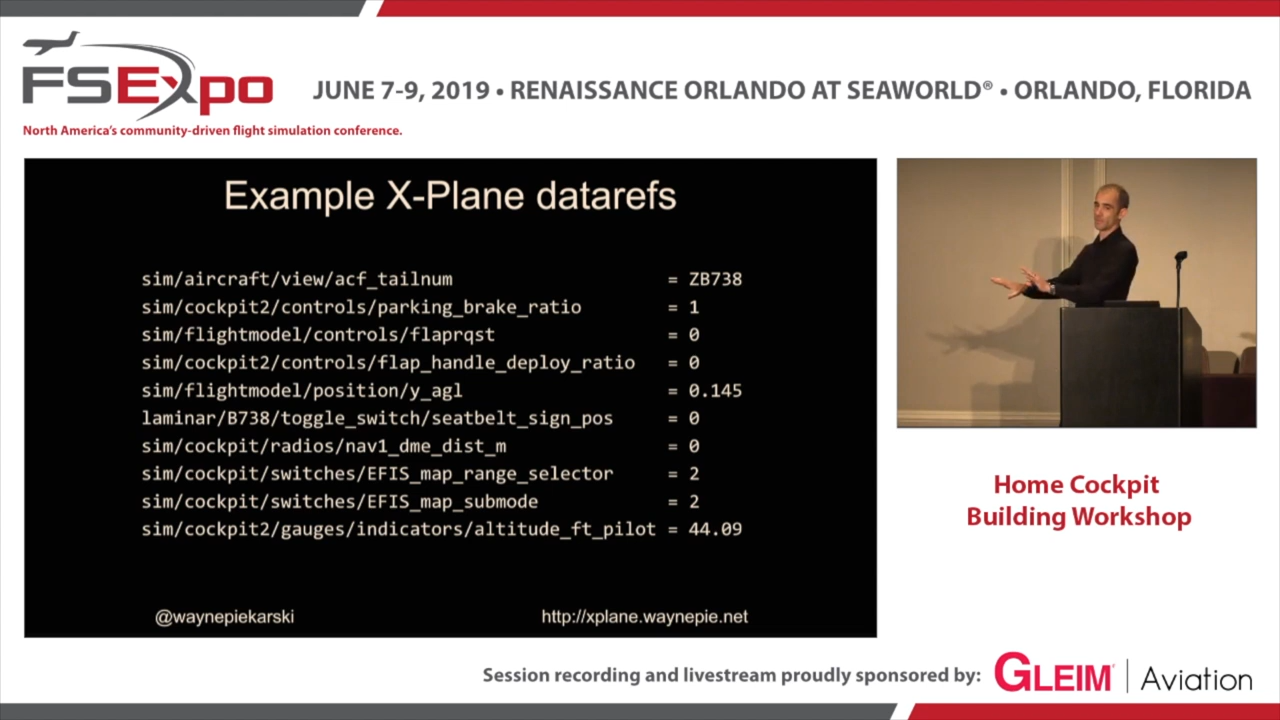 FSExpo
JUNE 7-9, 2019 • RENAISSANCE ORLANDO AT SEAWORLD® • ORLANDO, FLORIDA
North America's community-driven flight simulation conference.
Example X-Plane datarefs
sim/aircraft/view/acf_tailnum = ZB738
sim/cockpit2/controls/parking_brake_ratio = 1
sim/flightmodel/controls/flaprqst = 0
sim/cockpit2/controls/flap_handle_deploy_ratio = 0
sim/flightmodel/position/y_agl = 0.145
laminar/B738/toggle_switch/seatbelt_sign_pos = 0
sim/cockpit/radios/nav1_dme_dist_m = 0
sim/cockpit/switches/EFIS_map_range_selector = 2
sim/cockpit/switches/EFIS_map_submode = 2
sim/cockpit2/gauges/indicators/altitude_ft_pilot = 44.09
@waynepiekarski http://xplane.waynepie.net
Home Cockpit
Building Workshop
Session recording and livestream proudly sponsored by: GLEIM® | Aviation